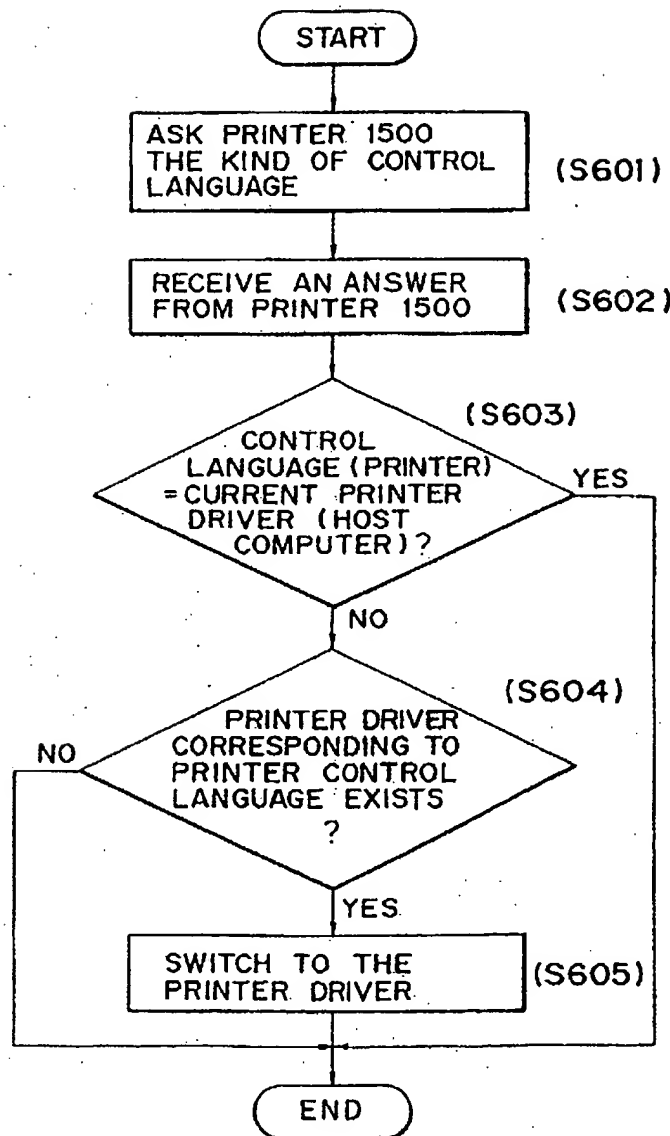 START
ASK PRINTER 1500
THE KIND OF CONTROL
LANGUAGE
(S601)
RECEIVE AN ANSWER
FROM PRINTER 1500
(S602)
(S603)
CONTROL
LANGUAGE (PRINTER)
=CURRENT PRINTER
DRIVER (HOST
COMPUTER)?
YES
NO
(S604)
PRINTER DRIVER
CORRESPONDING TO
PRINTER CONTROL
LANGUAGE EXISTS
?
NO
YES
SWITCH TO THE
PRINTER DRIVER
(S605)
END